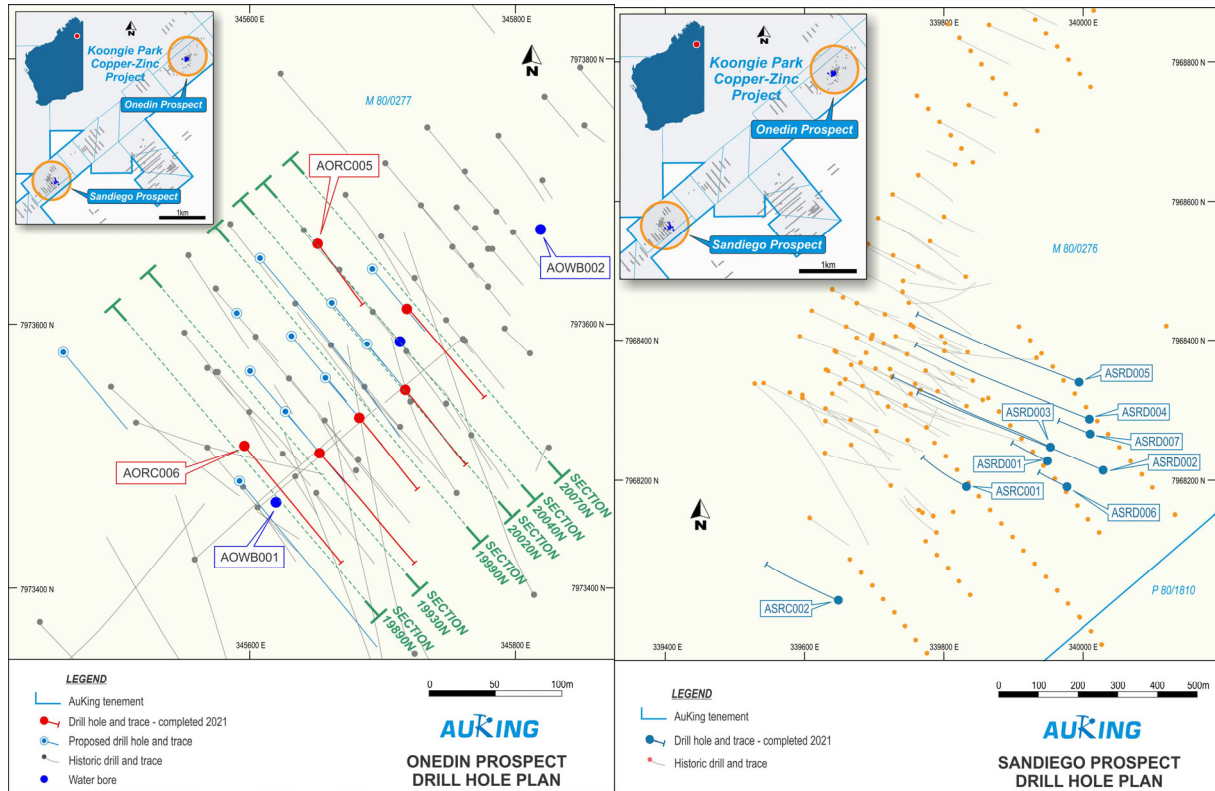 345600 E
345800 E
Koongie Park
Copper-Zinc
Project
N
Onedin Prospect
Sandiego Prospect
1km
N
7973800 N
7973800 N
M 80/0277
AORC005
AOWB002
7973600 N
7973600 N
AORC006
AOWB001
SECTION
20070N
SECTION
20040N
SECTION
20020N
SECTION
19990N
SECTION
19930N
SECTION
19890N
7973400 N
7973400 N
345600 E
345800 E
LEGEND
AuKing tenement
Drill hole and trace - completed 2021
Proposed drill hole and trace
Historic drill and trace
Water bore
0
50
100m
AUKING
ONEDIN PROSPECT
DRILL HOLE PLAN
339800 E
340000 E
Koongie Park
Copper-Zinc
Project
N
Onedin Prospect
Sandiego Prospect
1km
7968800 N
7968600 N
M 80/0276
7968400 N
7968400 N
ASRD005
ASRD003
ASRD004
ASRD007
ASRD001
ASRD002
ASRC001
ASRD006
7968200 N
7968200 N
N
ASRC002
P 80/1810
339400 E
339600 E
339800 E
340000 E
LEGEND
AuKing tenement
Drill hole and trace - completed 2021
Historic drill and trace
0
100
200
300
400
500m
AUKING
SANDIEGO PROSPECT
DRILL HOLE PLAN